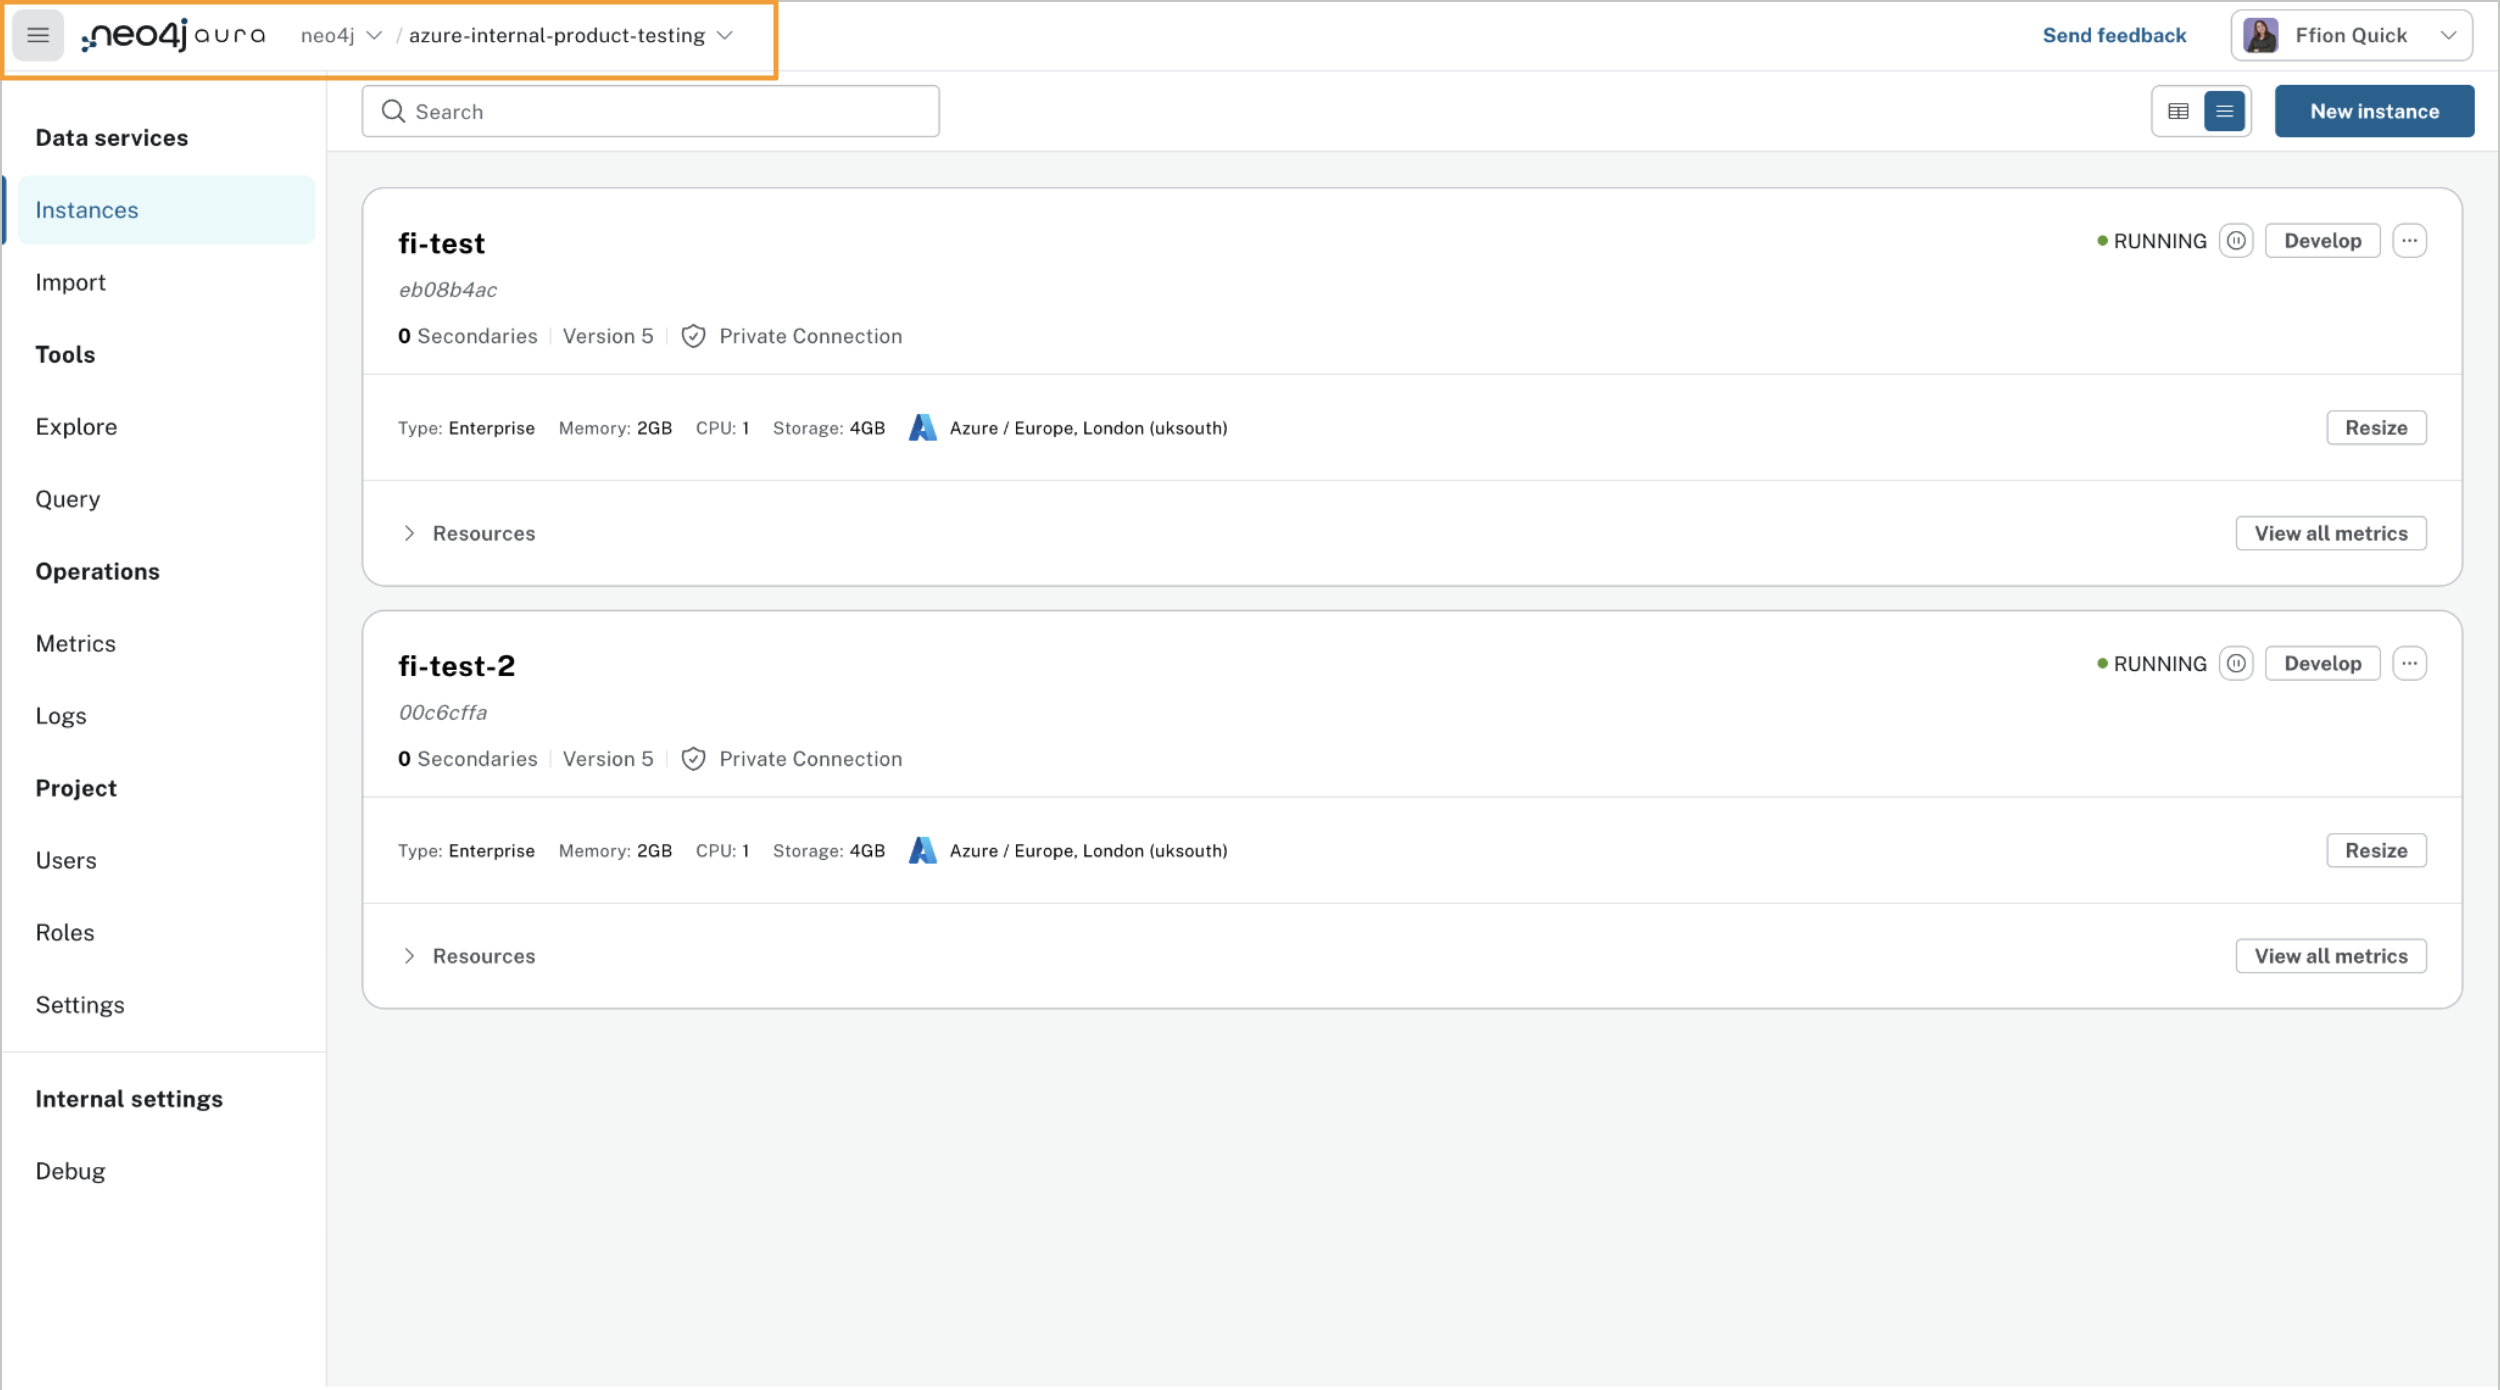 neo4j aura neo4j / azure-internal-product-testing Send feedback Ffion Quick
Search New instance
Data services
Instances
Import
Tools
Explore
Query
Operations
Metrics
Logs
Project
Users
Roles
Settings
Internal settings
Debug
fi-test RUNNING Develop ...
eb08b4ac
0 Secondaries Version 5 Private Connection
Type: Enterprise Memory: 2GB CPU: 1 Storage: 4GB Azure / Europe, London (uksouth) Resize
Resources View all metrics
fi-test-2 RUNNING Develop ...
00c6cffa
0 Secondaries Version 5 Private Connection
Type: Enterprise Memory: 2GB CPU: 1 Storage: 4GB Azure / Europe, London (uksouth) Resize
Resources View all metrics